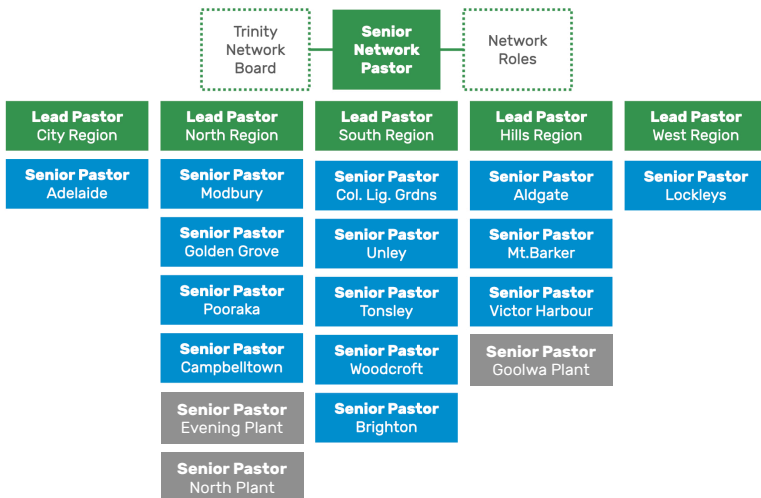 Trinity
Network
Board
Senior
Network
Pastor
Network
Roles
Lead Pastor
City Region
Lead Pastor
North Region
Lead Pastor
South Region
Lead Pastor
Hills Region
Lead Pastor
West Region
Senior Pastor
Adelaide
Senior Pastor
Modbury
Senior Pastor
Col. Lig. Grdns
Senior Pastor
Aldgate
Senior Pastor
Lockleys
Senior Pastor
Golden Grove
Senior Pastor
Unley
Senior Pastor
Mt.Barker
Senior Pastor
Pooraka
Senior Pastor
Tonsley
Senior Pastor
Victor Harbour
Senior Pastor
Campbelltown
Senior Pastor
Woodcroft
Senior Pastor
Goolwa Plant
Senior Pastor
Evening Plant
Senior Pastor
Brighton
Senior Pastor
North Plant